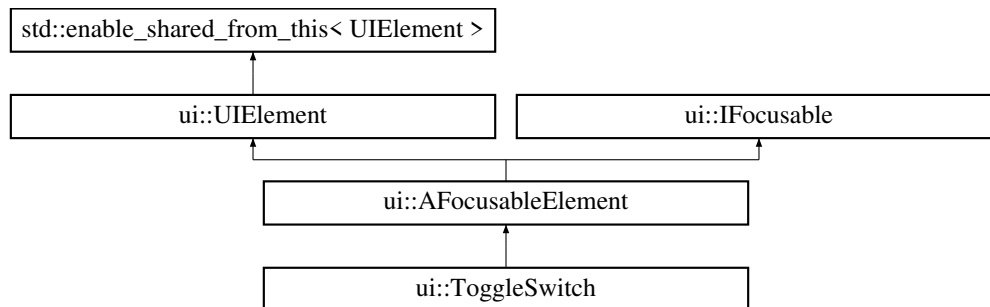 std::enable_shared_from_this< UIElement >
ui::UIElement
ui::IFocusable
ui::AFocusableElement
ui::ToggleSwitch